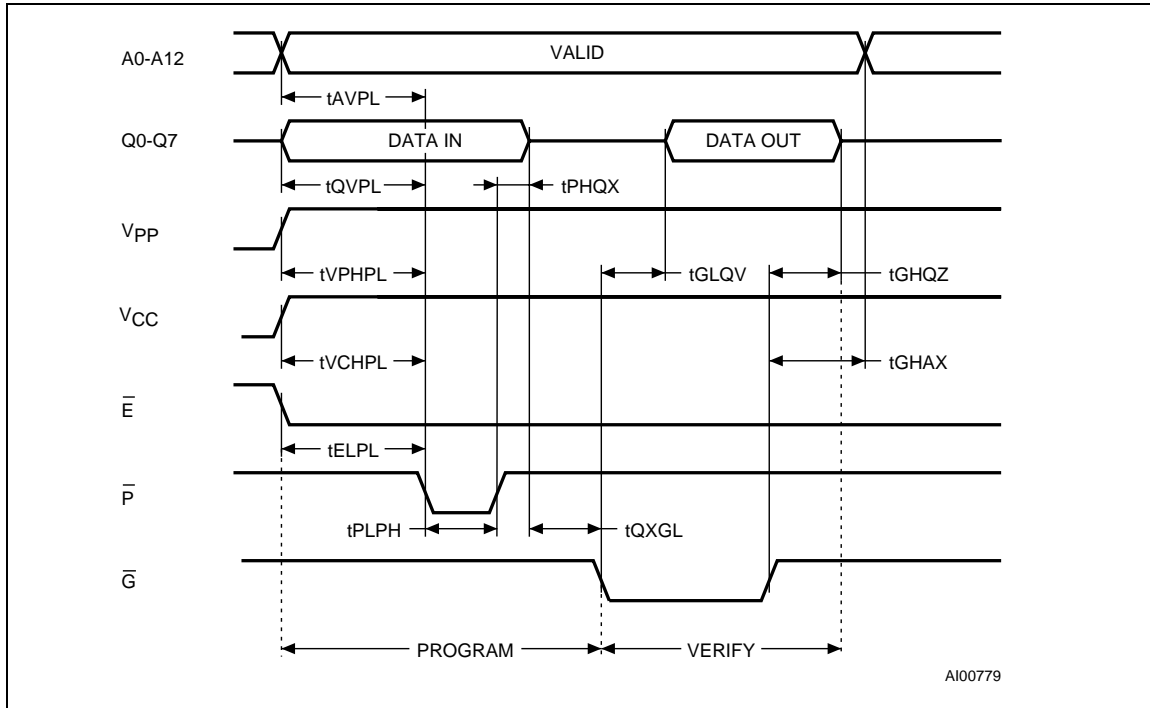 A0-A12
VALID
tAVPL
Q0-Q7
DATA IN
DATA OUT
tQVPL
tPHQX
VPP
tVPHPL
tGLQV
tGHQZ
VCC
tVCHPL
tGHAX
E̅
tELPL
P̅
tPLPH
tQXGL
G̅
PROGRAM
VERIFY
AI00779